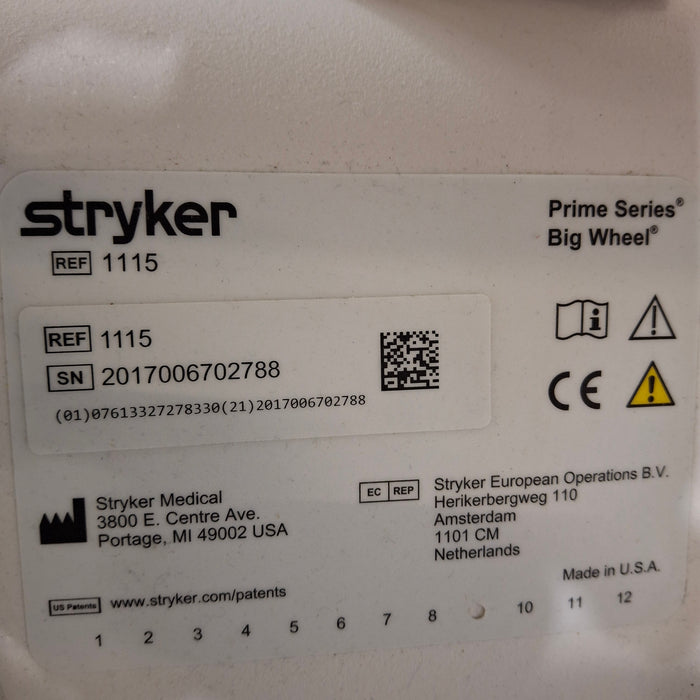 stryker
Prime Series®
Big Wheel®
REF 1115
REF 1115
SN 2017006702788
(01)07613327278330(21)2017006702788
CE
Stryker Medical
3800 E. Centre Ave.
Portage, MI 49002 USA
EC REP
Stryker European Operations B.V.
Herikerbergweg 110
Amsterdam
1101 CM
Netherlands
Made in U.S.A.
US Patents www.stryker.com/patents
1 2 3 4 5 6 7 8 10 11 12